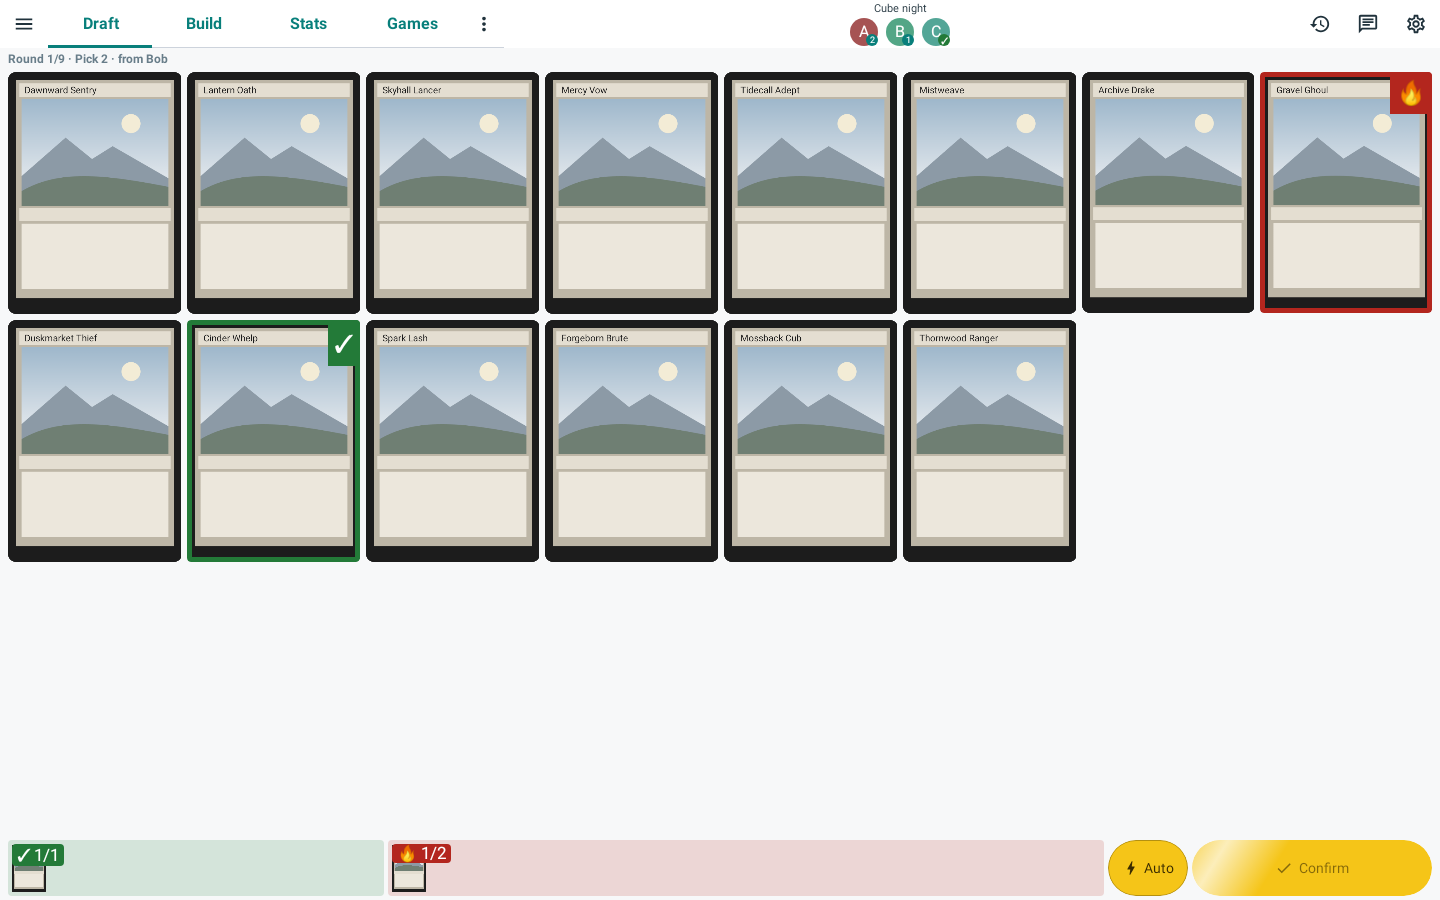 Draft
Build
Stats
Games
Cube night
A
2
B
1
C
Round 1/9 · Pick 2 · from Bob
Dawnward Sentry
Lantern Oath
Skyhall Lancer
Mercy Vow
Tidecall Adept
Mistweave
Archive Drake
Gravel Ghoul
Duskmarket Thief
Cinder Whelp
Spark Lash
Forgeborn Brute
Mossback Cub
Thornwood Ranger
1/1
1/2
Auto
Confirm